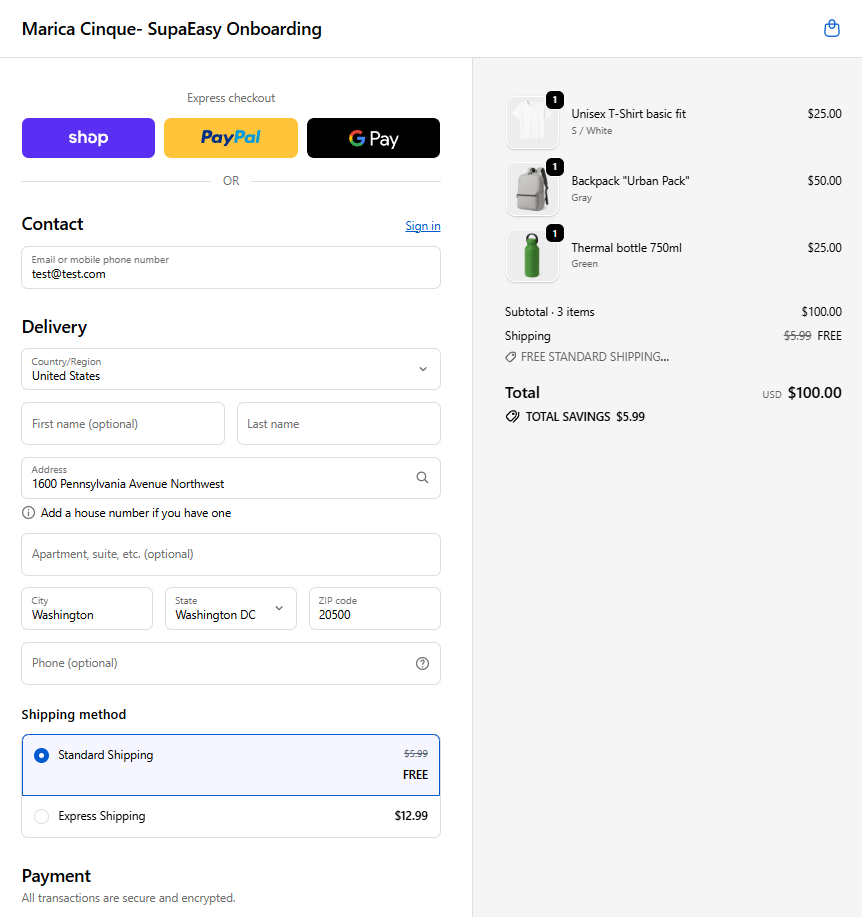 Marica Cinque- SupaEasy Onboarding
Express checkout
shop
PayPal
G Pay
OR
Contact
Sign in
Email or mobile phone number
test@test.com
Delivery
Country/Region
United States
First name (optional)
Last name
Address
1600 Pennsylvania Avenue Northwest
Add a house number if you have one
Apartment, suite, etc. (optional)
City
Washington
State
Washington DC
ZIP code
20500
Phone (optional)
Shipping method
Standard Shipping
$5.99
FREE
Express Shipping
$12.99
Payment
All transactions are secure and encrypted.
1
Unisex T-Shirt basic fit
$25.00
S / White
1
Backpack "Urban Pack"
$50.00
Gray
1
Thermal bottle 750ml
$25.00
Green
Subtotal · 3 items
$100.00
Shipping
$5.99 FREE
FREE STANDARD SHIPPING...
Total
USD $100.00
TOTAL SAVINGS $5.99